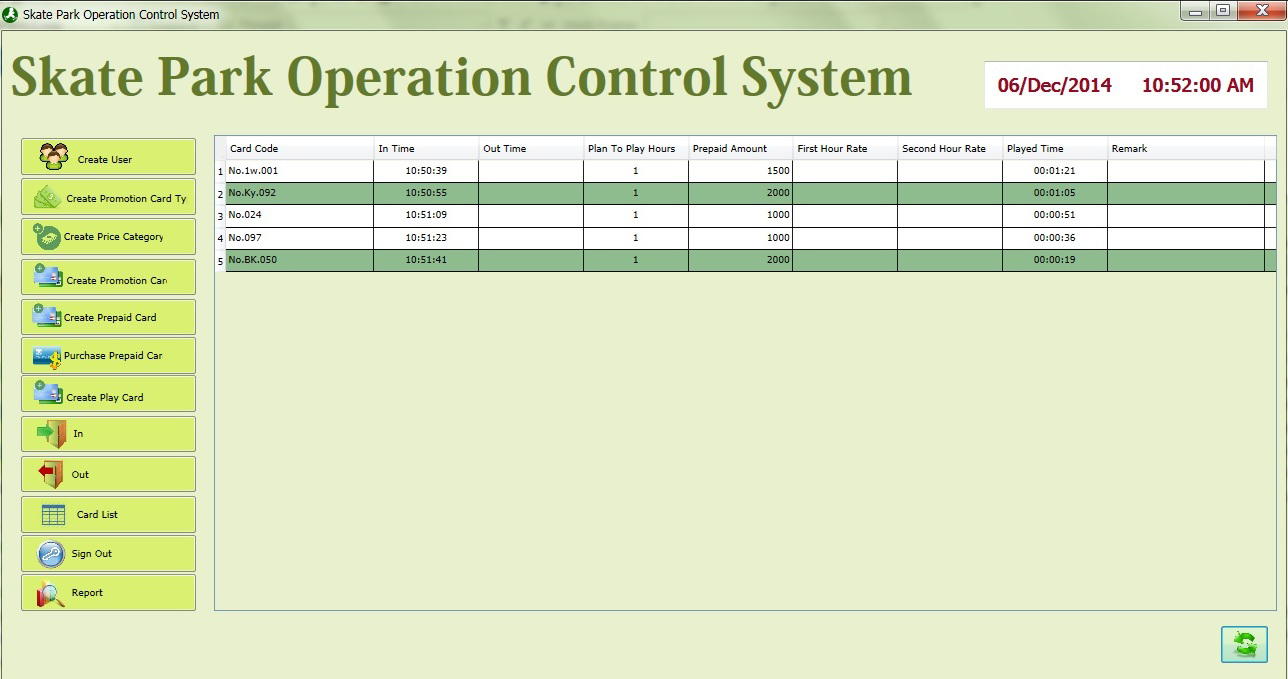 Skate Park Operation Control System
Skate Park Operation Control System
06/Dec/2014 10:52:00 AM
Create User
Create Promotion Card Ty
Create Price Category
Create Promotion Car
Create Prepaid Card
Purchase Prepaid Car
Create Play Card
In
Out
Card List
Sign Out
Report
Card Code In Time Out Time Plan To Play Hours Prepaid Amount First Hour Rate Second Hour Rate Played Time Remark
1 No.1w.001 10:50:39 1 1500 00:01:21
2 No.Ky.092 10:50:55 1 2000 00:01:05
3 No.024 10:51:09 1 1000 00:00:51
4 No.097 10:51:23 1 1000 00:00:36
5 No.BK.050 10:51:41 1 2000 00:00:19